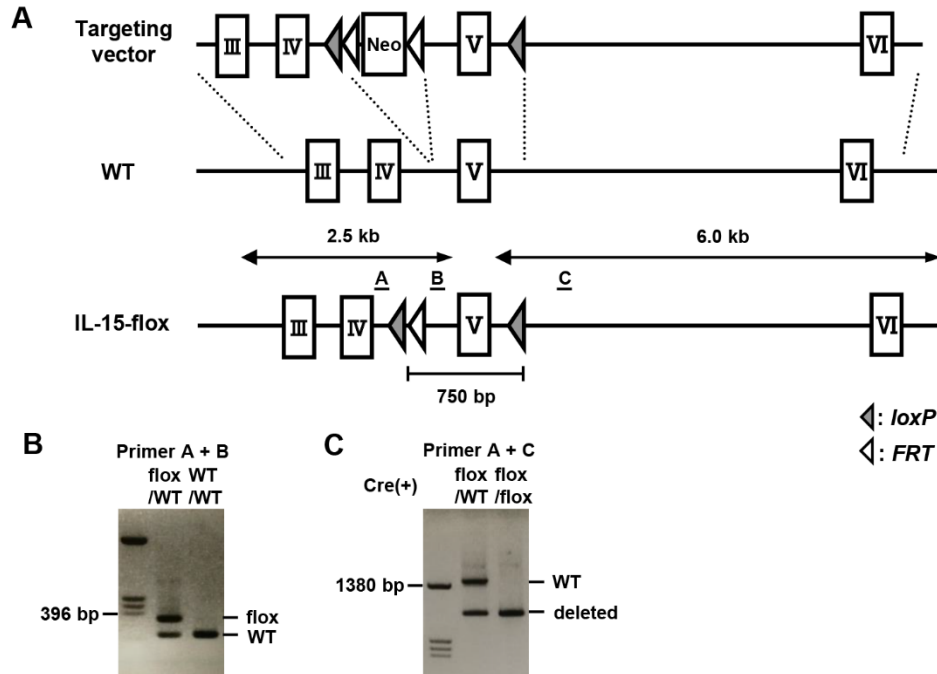 A
Targeting
vector
III IV Neo V VI
WT
III IV V VI
2.5 kb 6.0 kb
A B C
IL-15-flox
III IV V VI
750 bp
: loxP
: FRT
B
Primer A + B
flox WT
/WT /WT
396 bp
flox
WT
C
Primer A + C
Cre(+)
flox flox
/WT /flox
1380 bp
WT
deleted